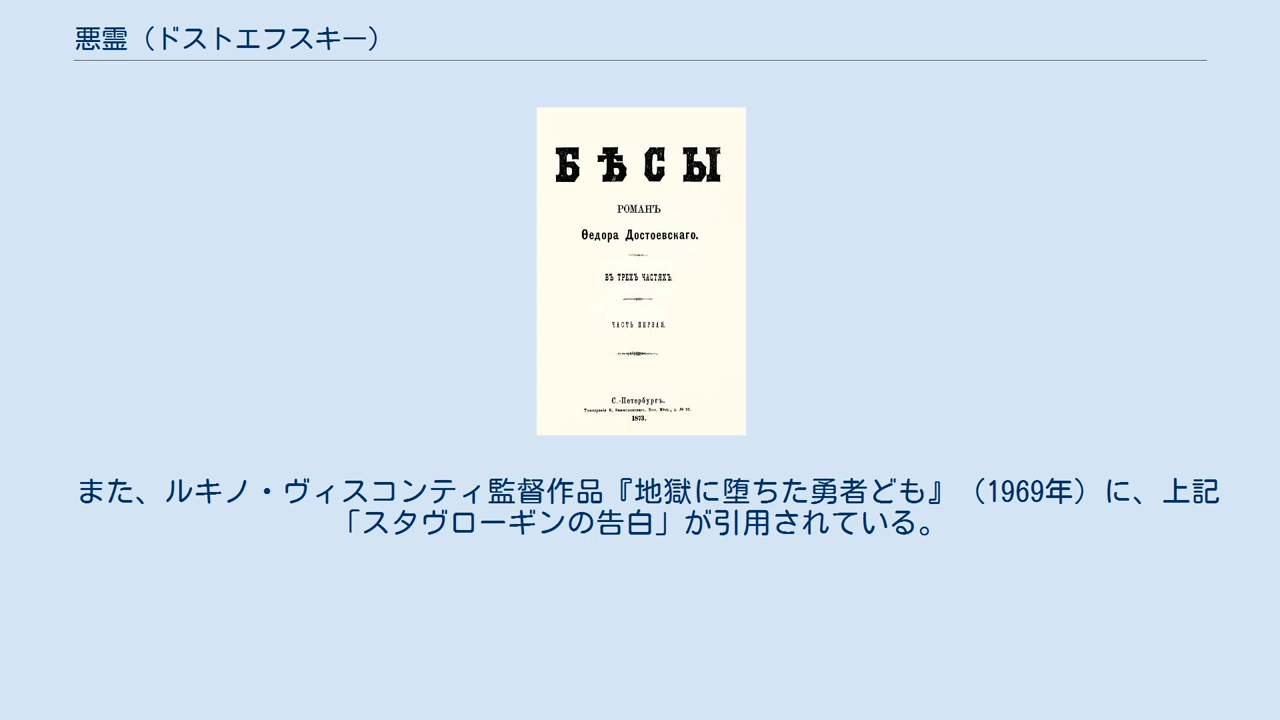 悪霊（ドストエフスキー）
БѢСЫ
РОМАНЪ
Ѳедора Достоевскаго.
ВЪ ТРЕХЪ ЧАСТЯХЪ.
ЧАСТЬ ПЕРВАЯ.
С.-Петербургъ.
1873.
また、ルキノ・ヴィスコンティ監督作品『地獄に堕ちた勇者ども』（1969年）に、上記
「スタヴローギンの告白」が引用されている。